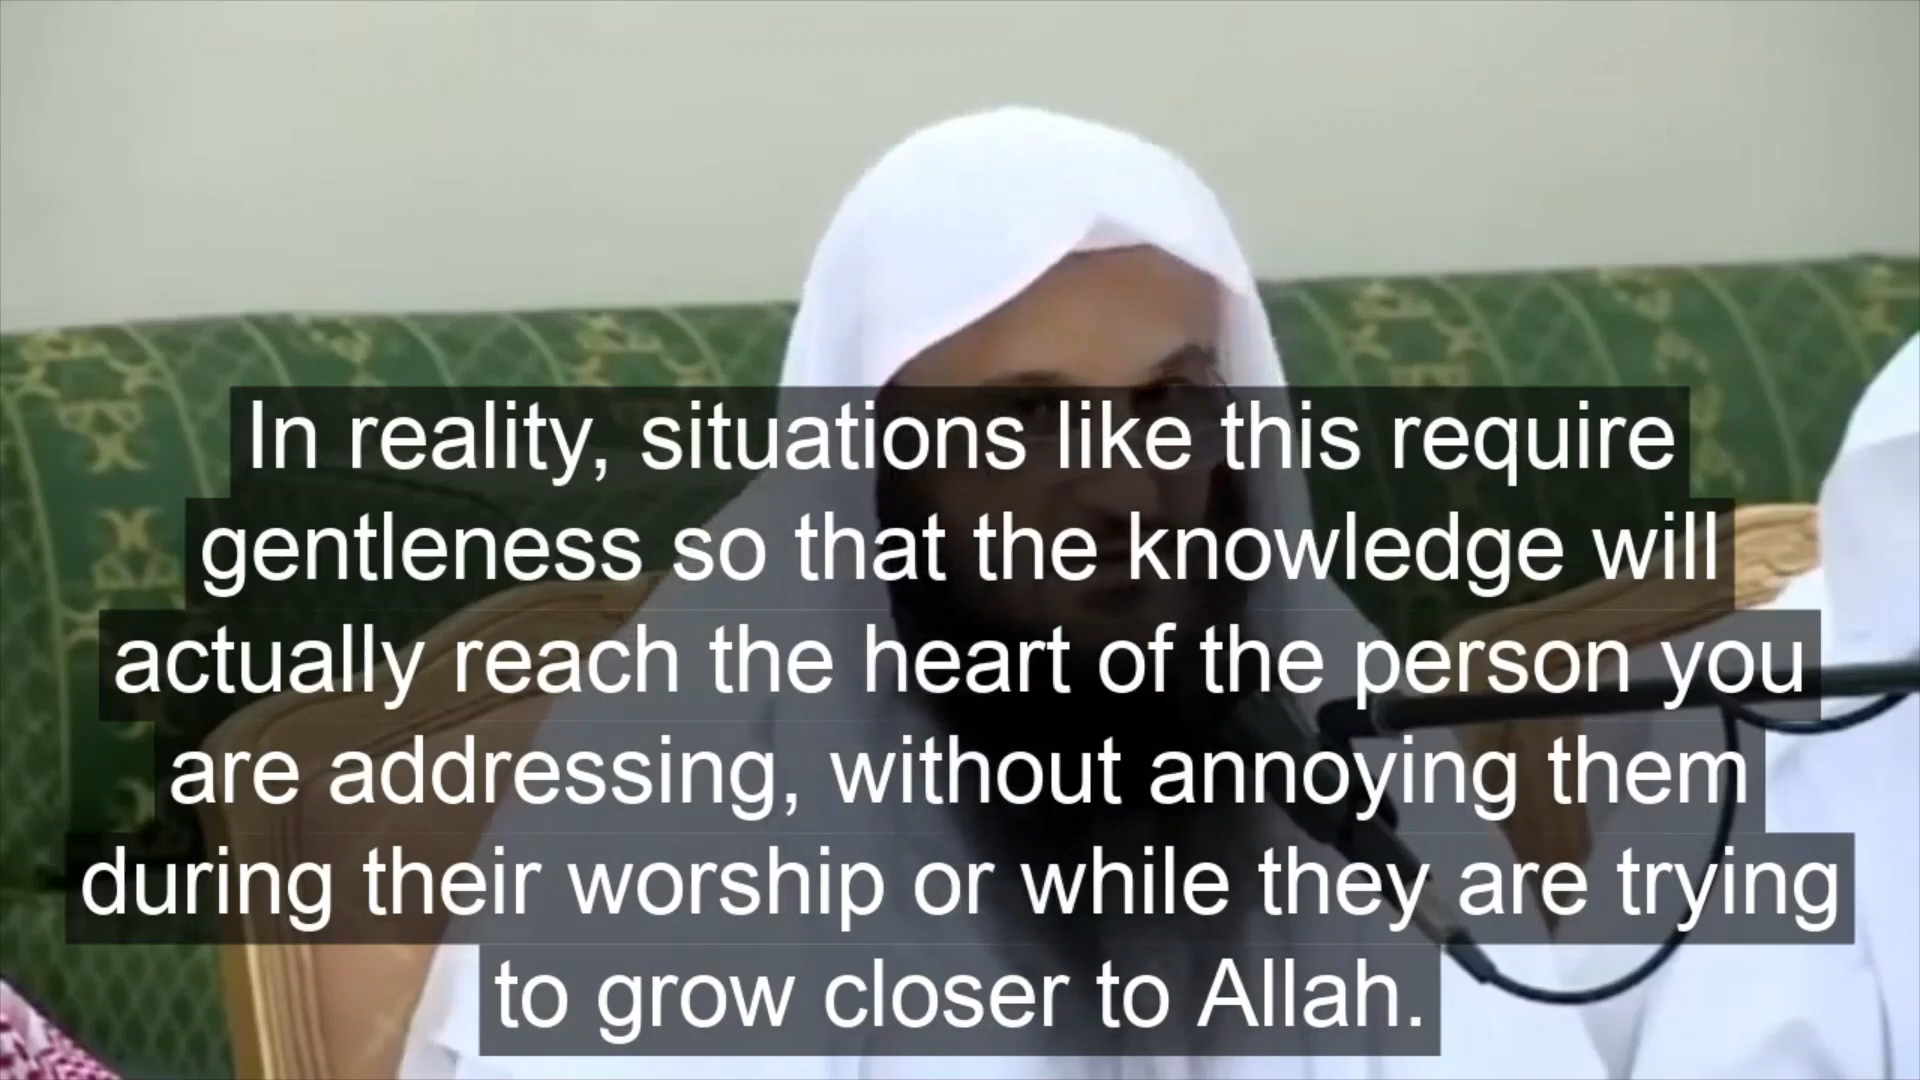 In reality, situations like this require
gentleness so that the knowledge will
actually reach the heart of the person you
are addressing, without annoying them
during their worship or while they are trying
to grow closer to Allah.